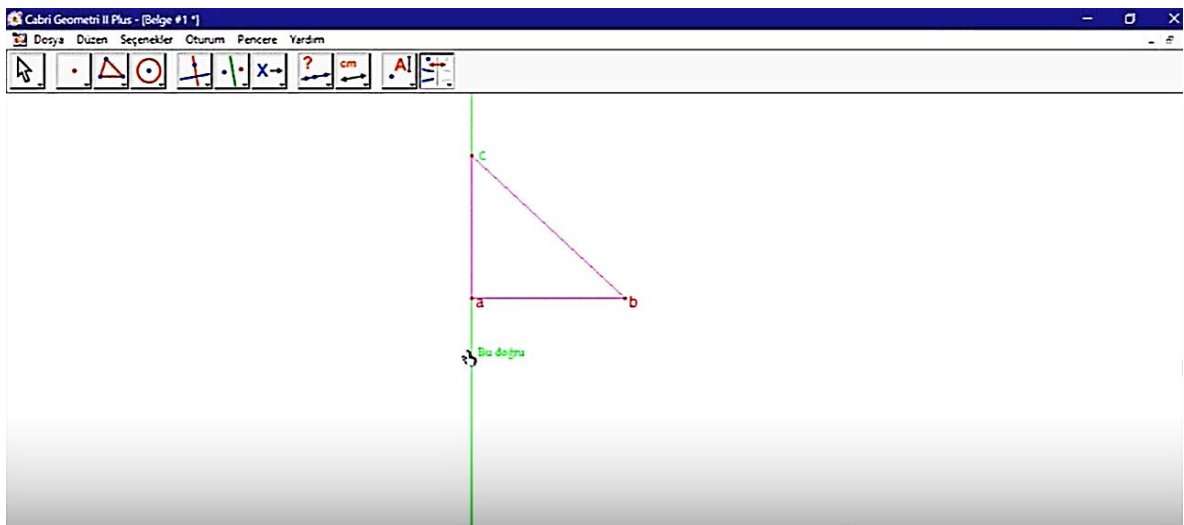 Cabri Geometri II Plus - [Belge #1 *]
Dosya Düzen Seçenekler Oturum Pencere Yardım
X ? cm A
c
a b
Bu doğru